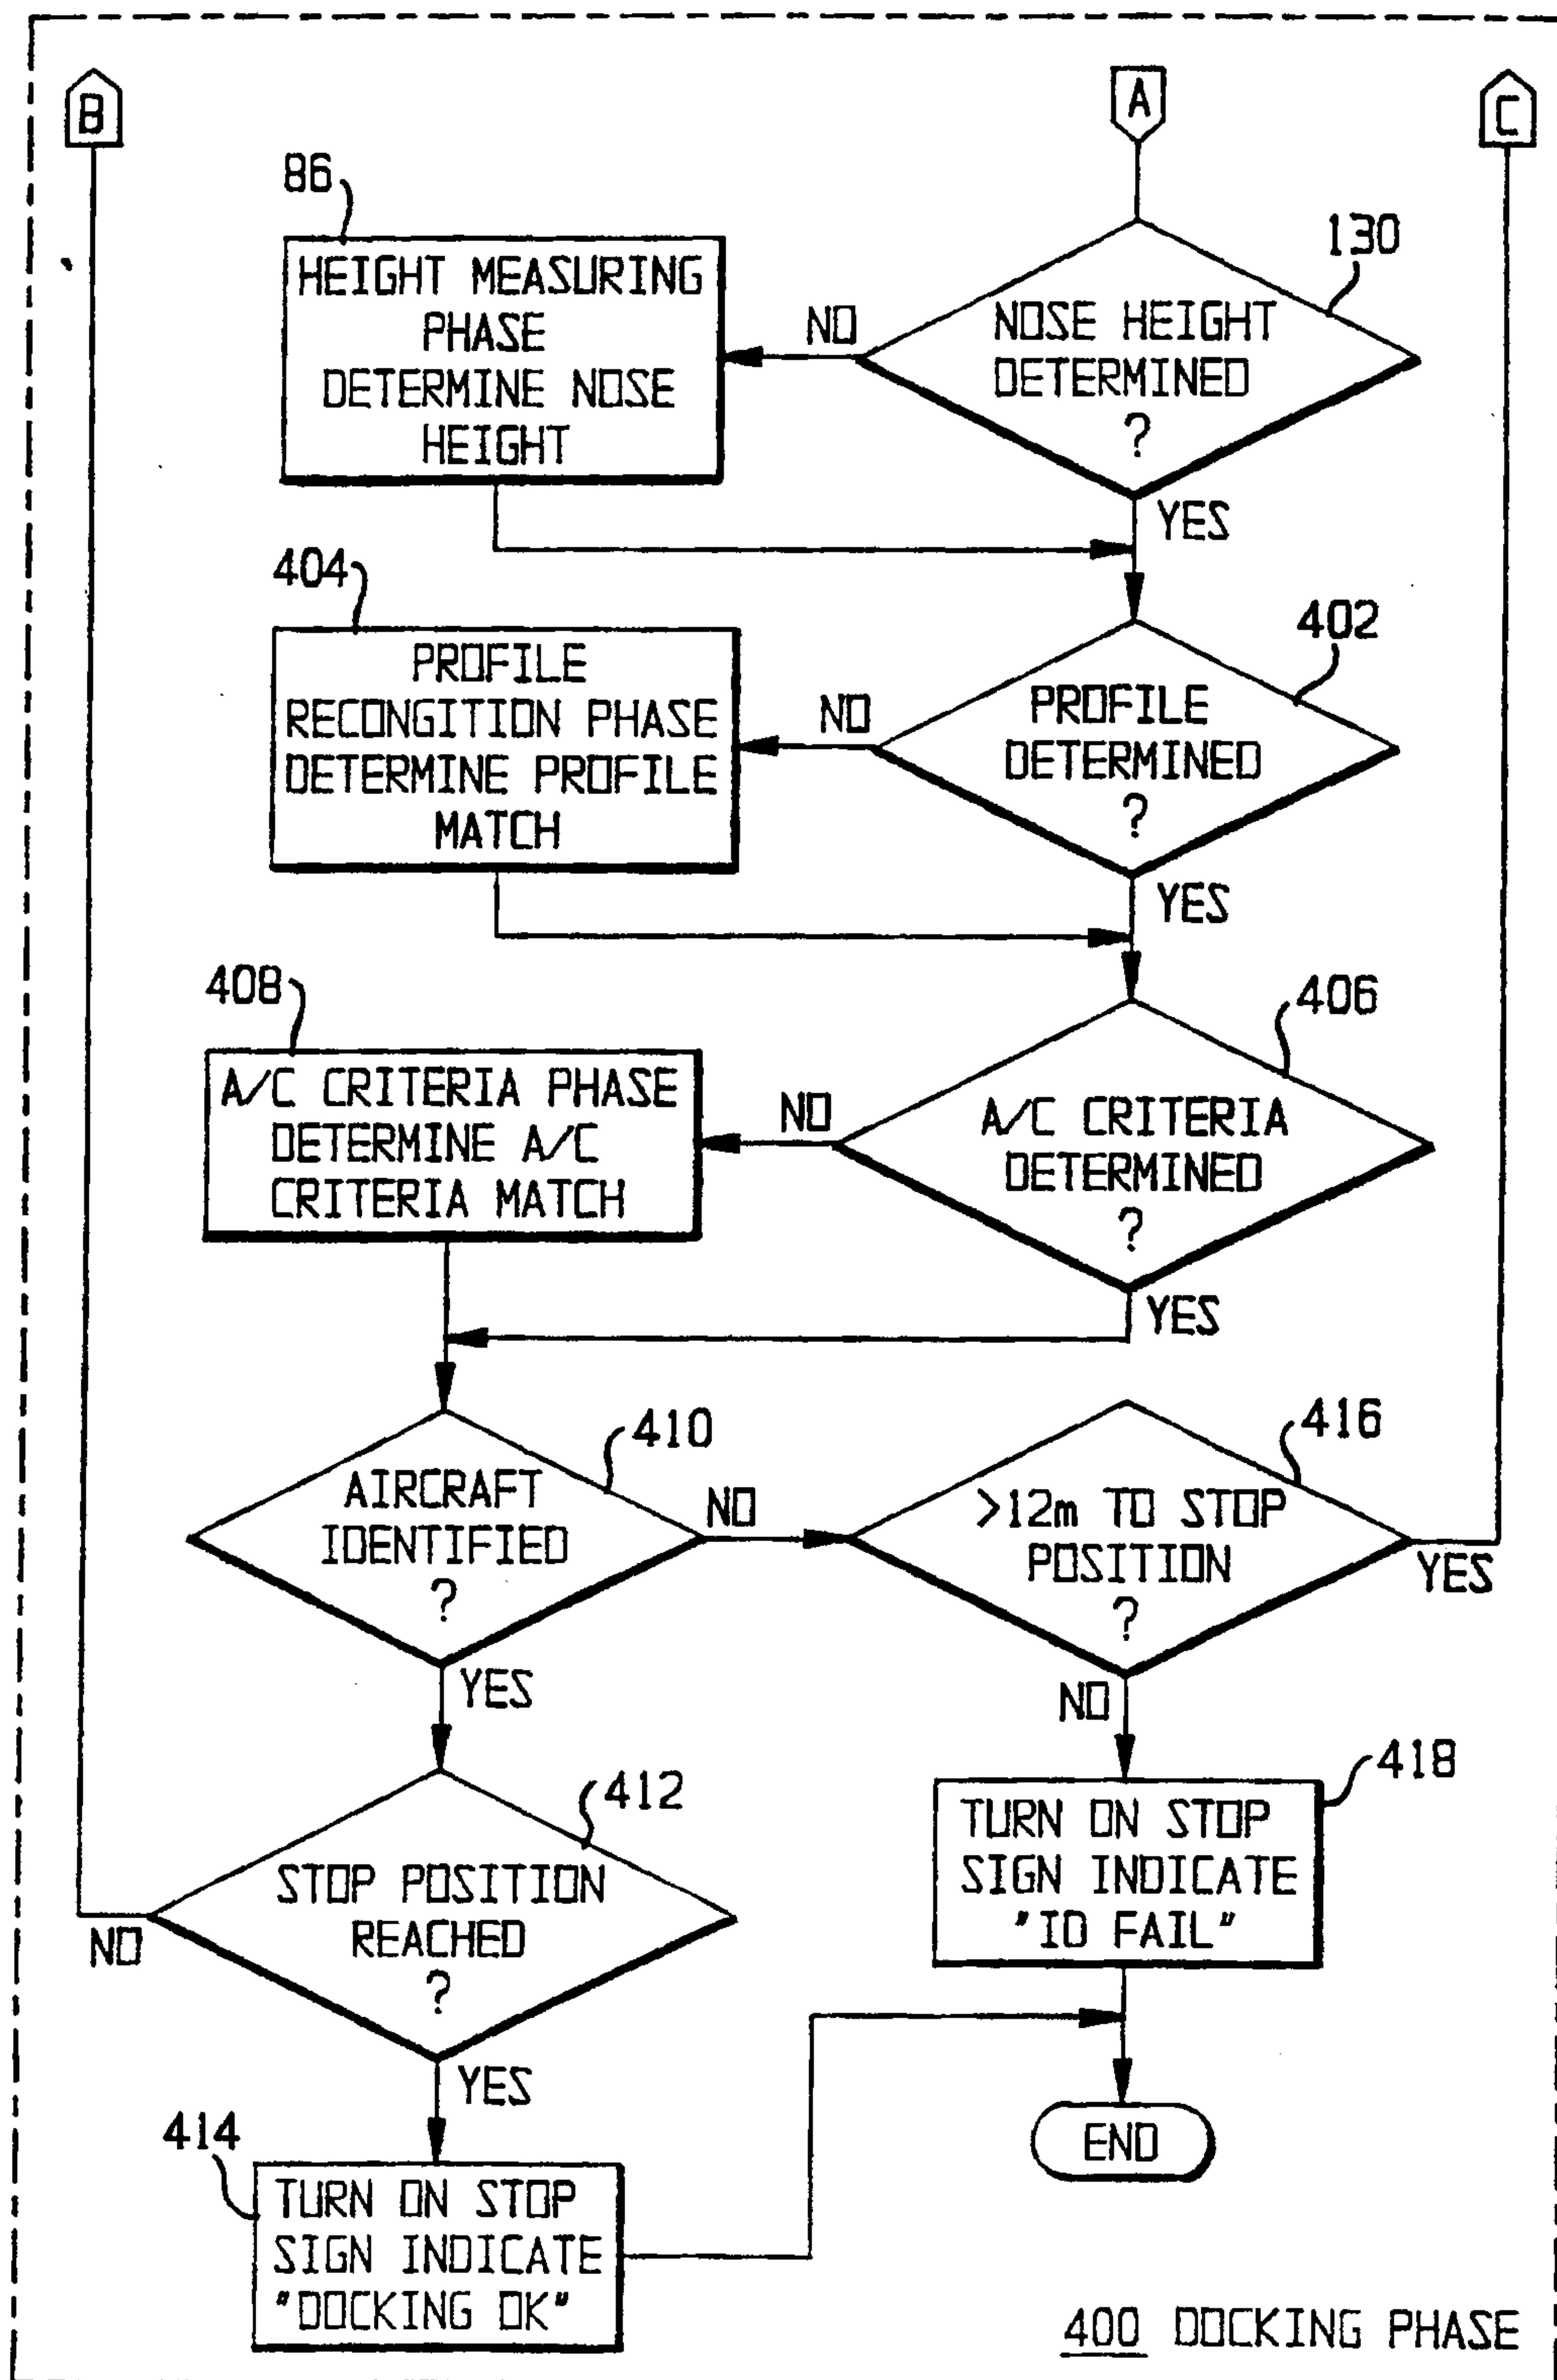 B
A
C
86
130
HEIGHT MEASURING
PHASE
DETERMINE NOSE
HEIGHT
NO
NOSE HEIGHT
DETERMINED
?
YES
404
402
PROFILE
RECONGITION PHASE
DETERMINE PROFILE
MATCH
NO
PROFILE
DETERMINED
?
YES
408
406
A/C CRITERIA PHASE
DETERMINE A/C
CRITERIA MATCH
NO
A/C CRITERIA
DETERMINED
?
YES
410
416
AIRCRAFT
IDENTIFIED
?
NO
>12m TO STOP
POSITION
?
YES
YES
NO
412
418
STOP POSITION
REACHED
?
NO
TURN ON STOP
SIGN INDICATE
"ID FAIL"
YES
END
414
TURN ON STOP
SIGN INDICATE
"DOCKING OK"
400 DOCKING PHASE